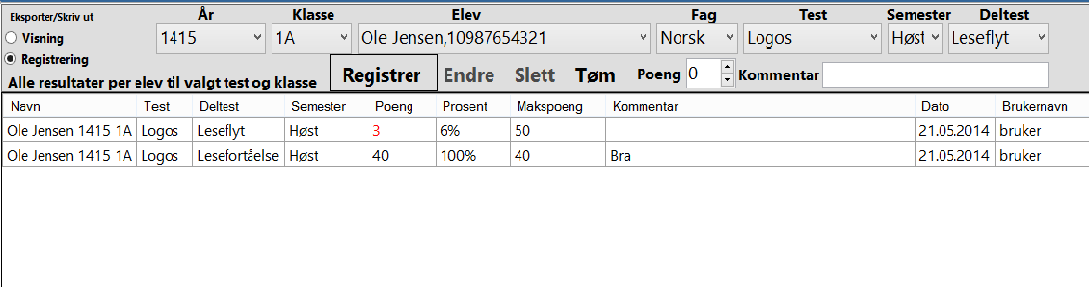 Eksporter/Skriv ut År Klasse Elev Fag Test Semester Deltest
Visning 1415 1A Ole Jensen,10987654321 Norsk Logos Høst Leseflyt
Registrering
Alle resultater per elev til valgt test og klasse Registrer Endre Slett Tøm Poeng 0 Kommentar
Navn Test Deltest Semester Poeng Prosent Makspoeng Kommentar Dato Brukernavn
Ole Jensen 1415 1A Logos Leseflyt Høst 3 6% 50 21.05.2014 bruker
Ole Jensen 1415 1A Logos Leseforståelse Høst 40 100% 40 Bra 21.05.2014 bruker